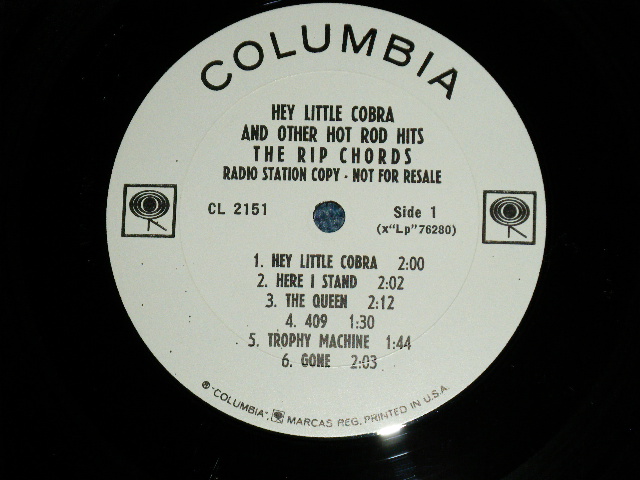 COLUMBIA
HEY LITTLE COBRA
AND OTHER HOT ROD HITS
THE RIP CHORDS
RADIO STATION COPY - NOT FOR RESALE
CL 2151
Side 1
(x"Lp"76280)
1. HEY LITTLE COBRA 2:00
2. HERE I STAND 2:02
3. THE QUEEN 2:12
4. 409 1:30
5. TROPHY MACHINE 1:44
6. GONE 2:03
® "COLUMBIA", MARCAS REG. PRINTED IN U.S.A.